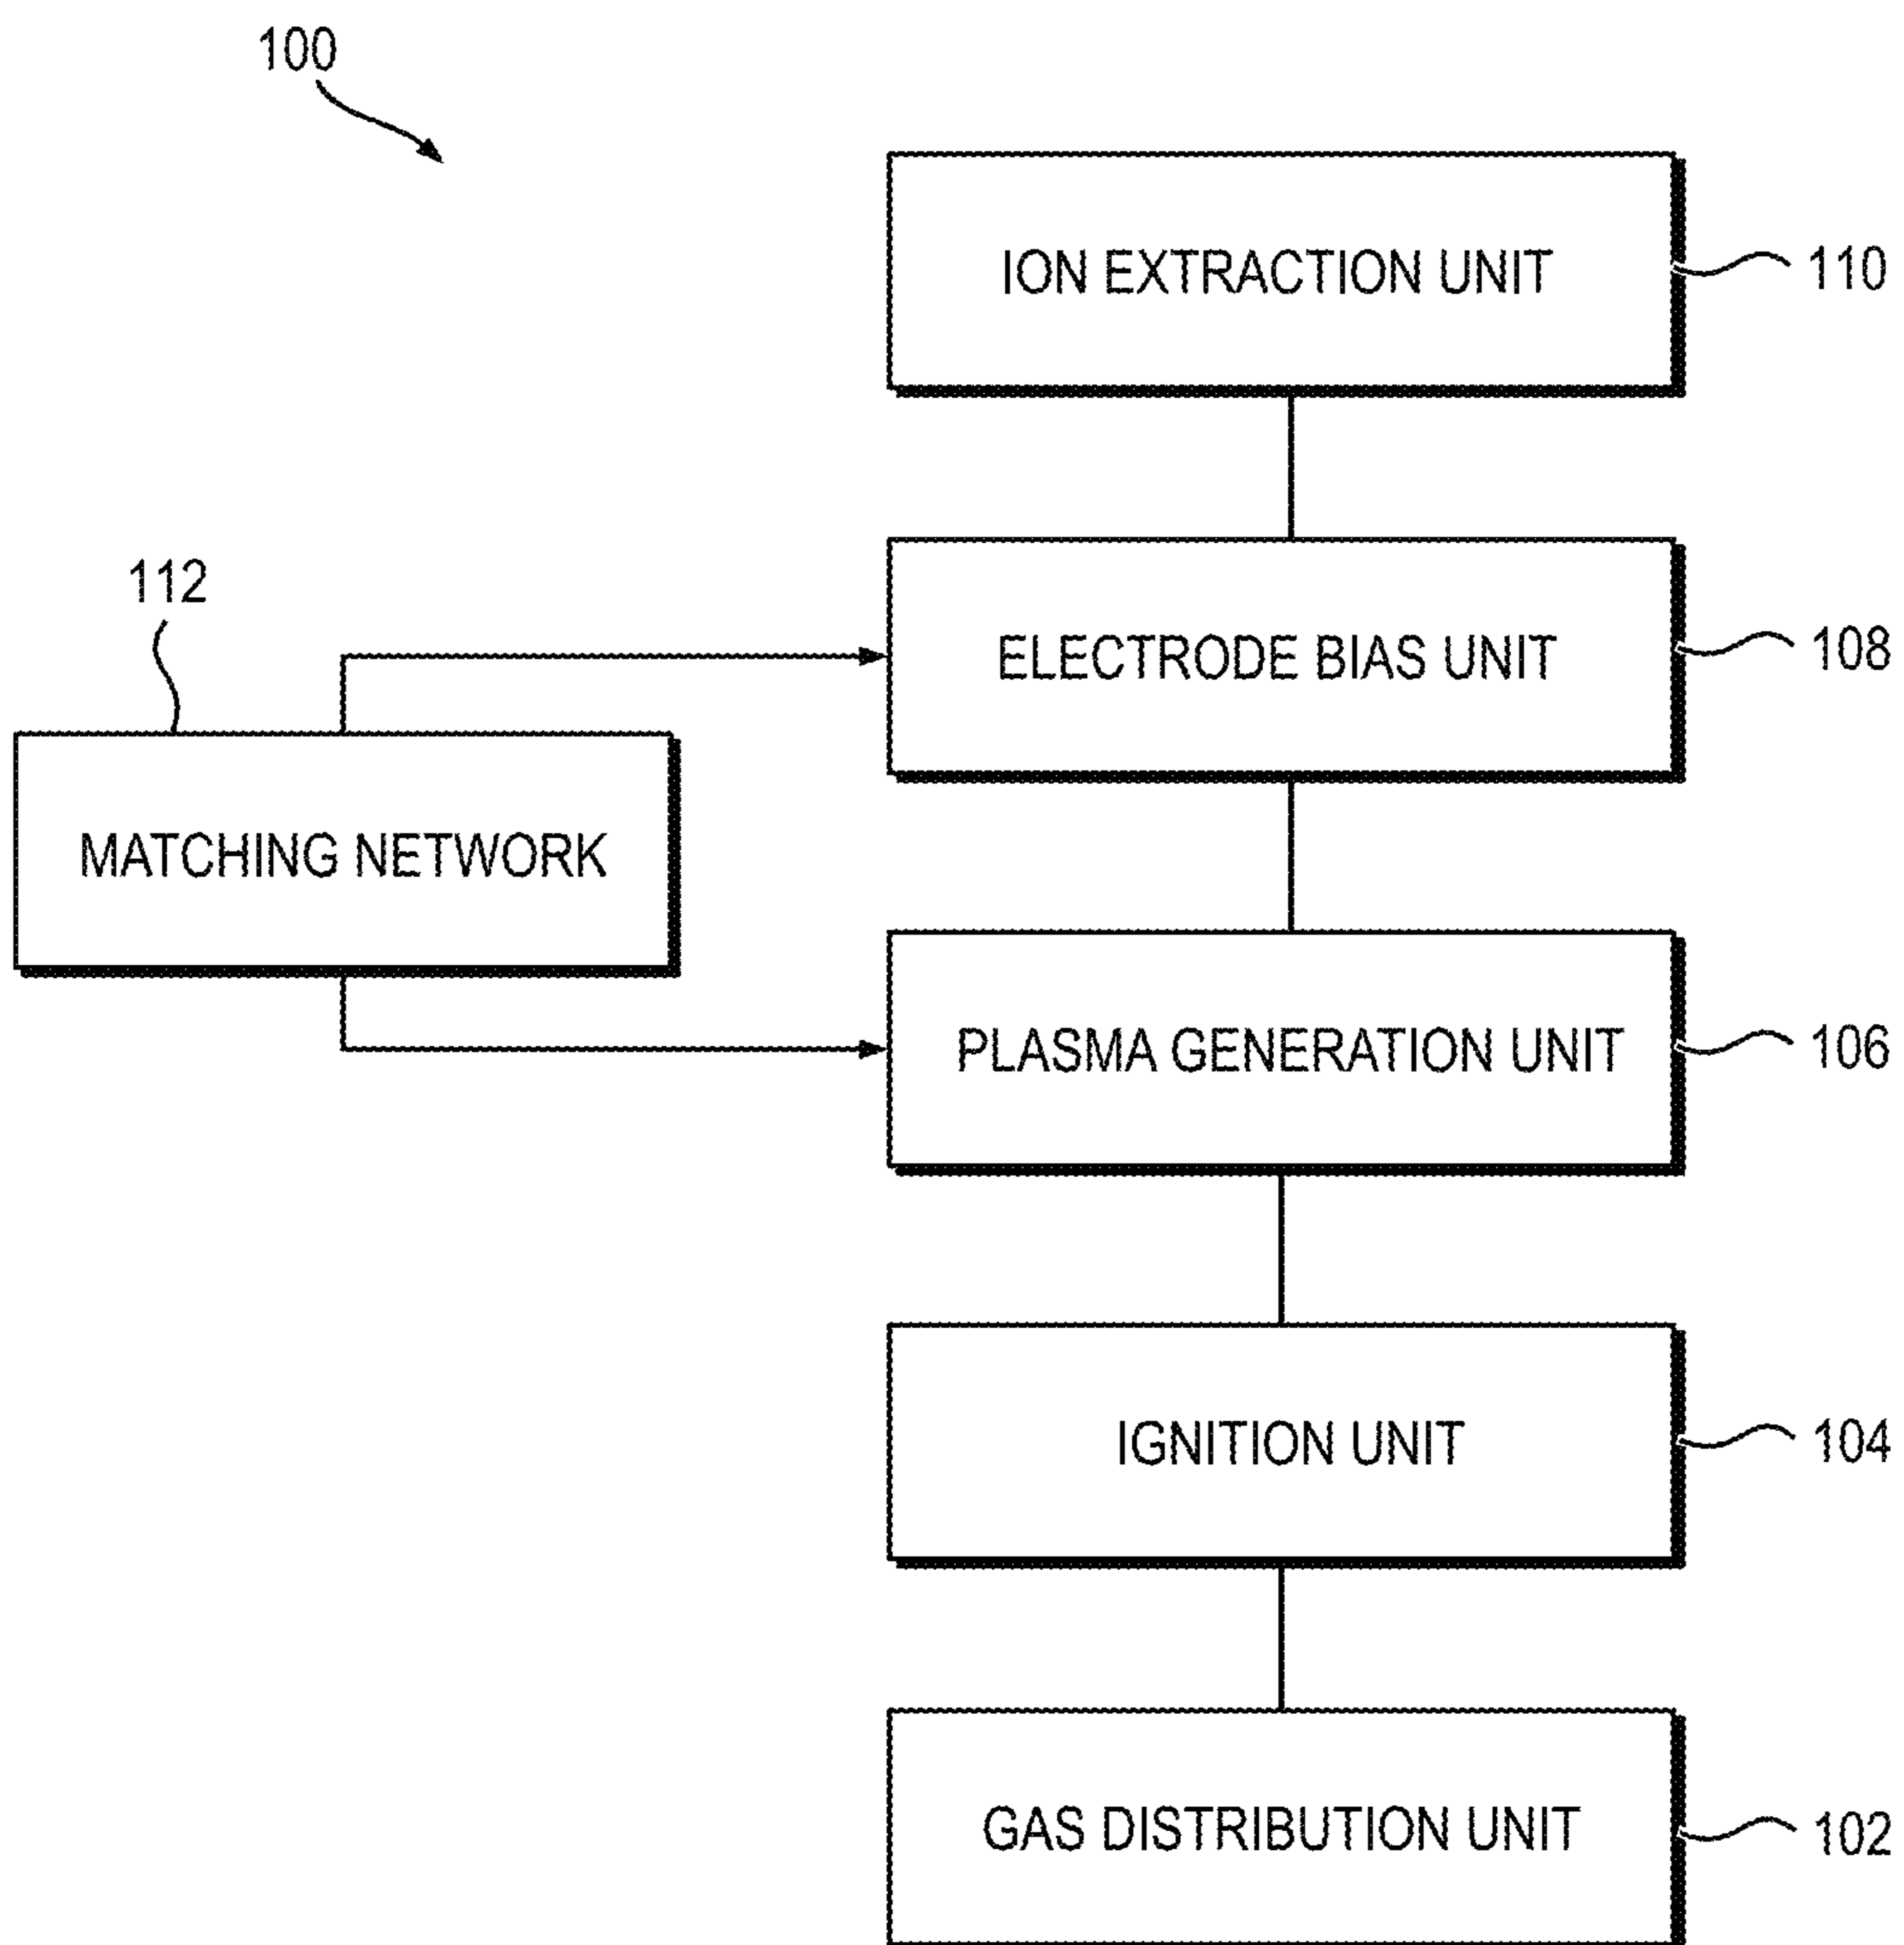 100
ION EXTRACTION UNIT
110
112
ELECTRODE BIAS UNIT
108
MATCHING NETWORK
PLASMA GENERATION UNIT
106
IGNITION UNIT
104
GAS DISTRIBUTION UNIT
102